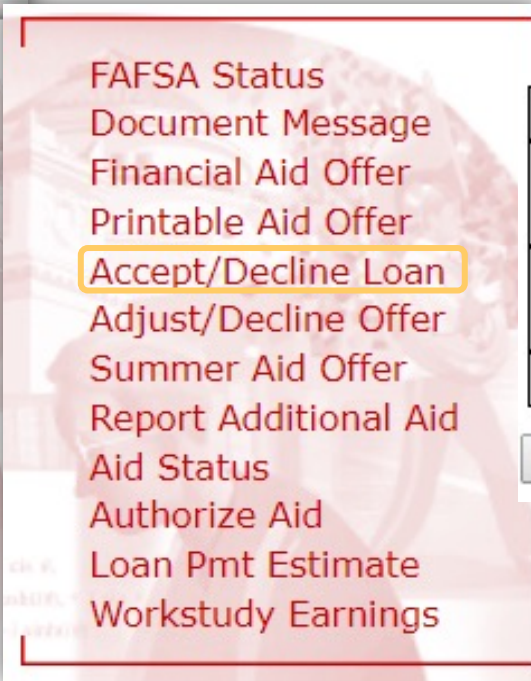 FAFSA Status
Document Message
Financial Aid Offer
Printable Aid Offer
Accept/Decline Loan
Adjust/Decline Offer
Summer Aid Offer
Report Additional Aid
Aid Status
Authorize Aid
Loan Pmt Estimate
Workstudy Earnings